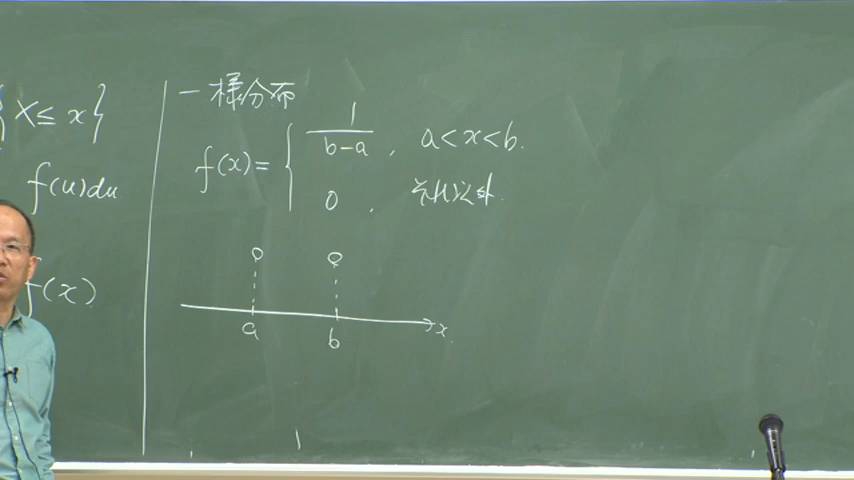 X ≤ x}
f(u)du
f(x)
一様分布
f(x) = { 1/(b-a), a<x<b.
0, それ以外.
a b x